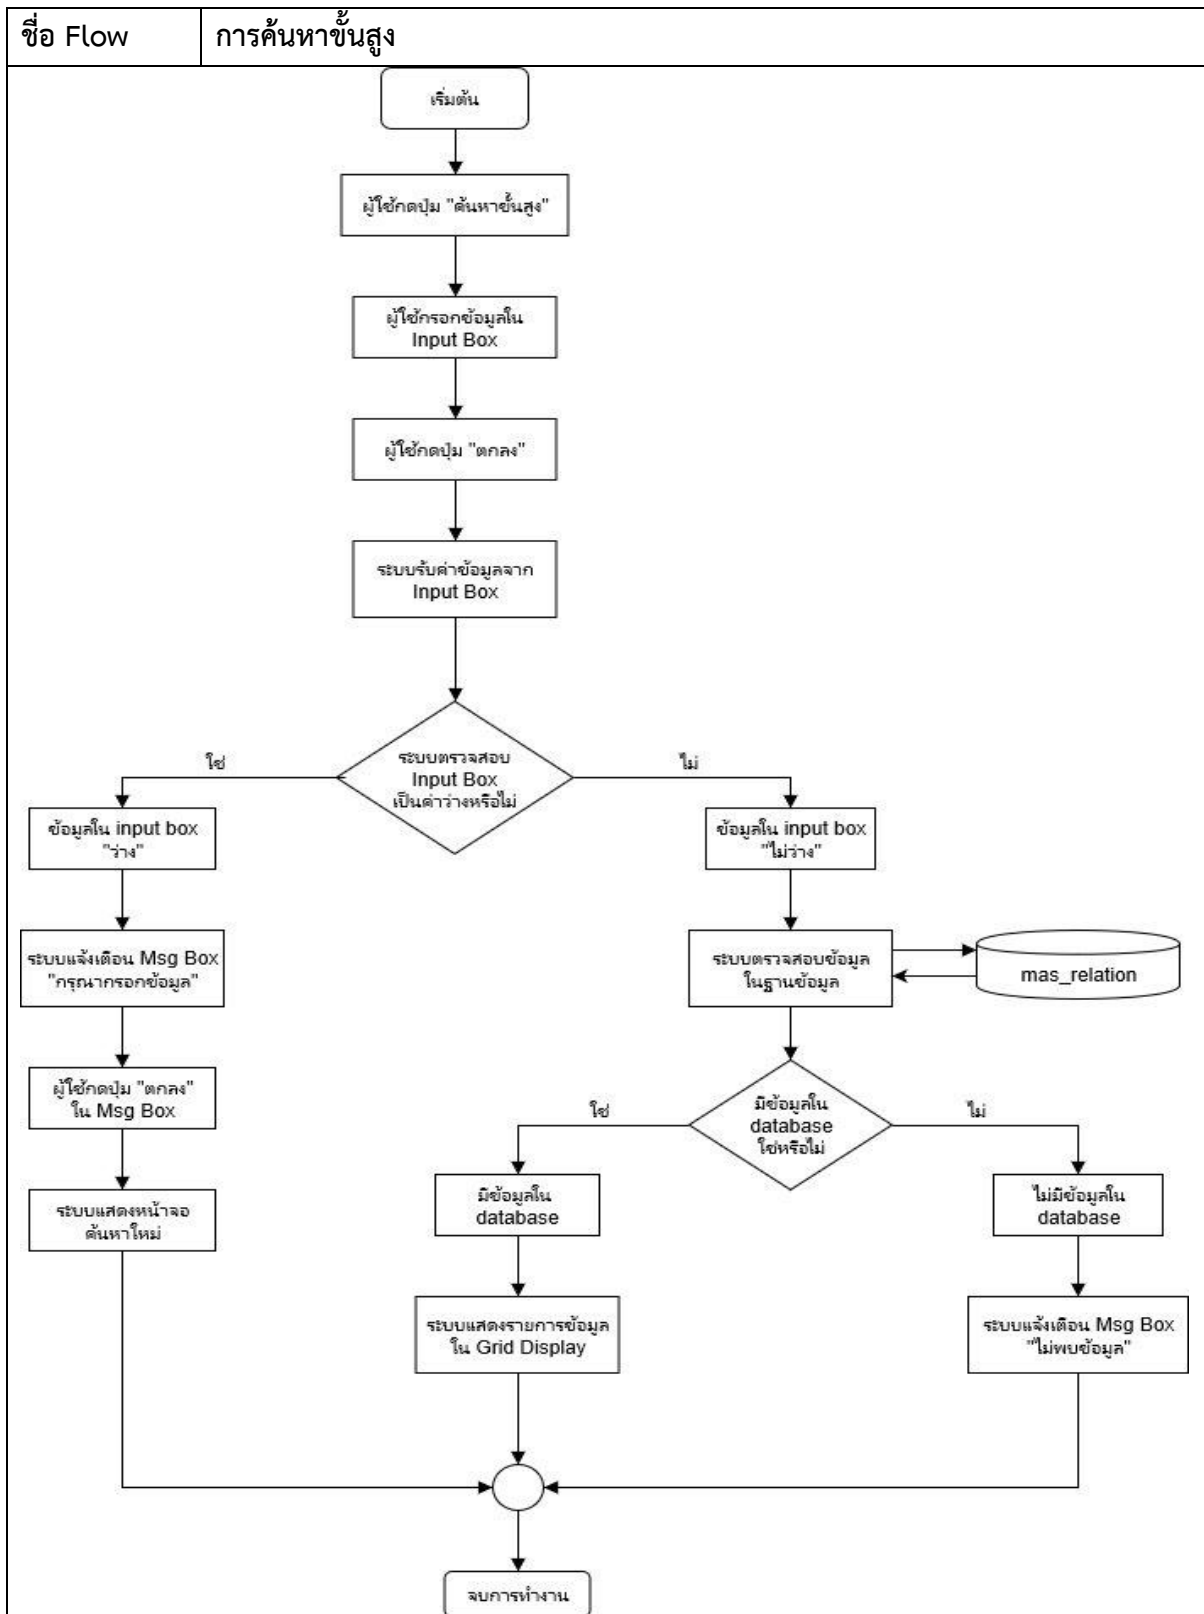 ชื่อ Flow
การค้นหาขั้นสูง
เริ่มต้น
ผู้ใช้กดปุ่ม "ค้นหาขั้นสูง"
ผู้ใช้กรอกข้อมูลใน
Input Box
ผู้ใช้กดปุ่ม "ตกลง"
ระบบรับค่าข้อมูลจาก
Input Box
ระบบตรวจสอบ
Input Box
เป็นค่าว่างหรือไม่
ใช่
ไม่
ข้อมูลใน input box
"ว่าง"
ข้อมูลใน input box
"ไม่ว่าง"
ระบบแจ้งเตือน Msg Box
"กรุณากรอกข้อมูล"
ระบบตรวจสอบข้อมูล
ในฐานข้อมูล
mas_relation
ผู้ใช้กดปุ่ม "ตกลง"
ใน Msg Box
มีข้อมูลใน
database
ใช่หรือไม่
ใช่
ไม่
ระบบแสดงหน้าจอ
ค้นหาใหม่
มีข้อมูลใน
database
ไม่มีข้อมูลใน
database
ระบบแสดงรายการข้อมูล
ใน Grid Display
ระบบแจ้งเตือน Msg Box
"ไม่พบข้อมูล"
จบการทำงาน